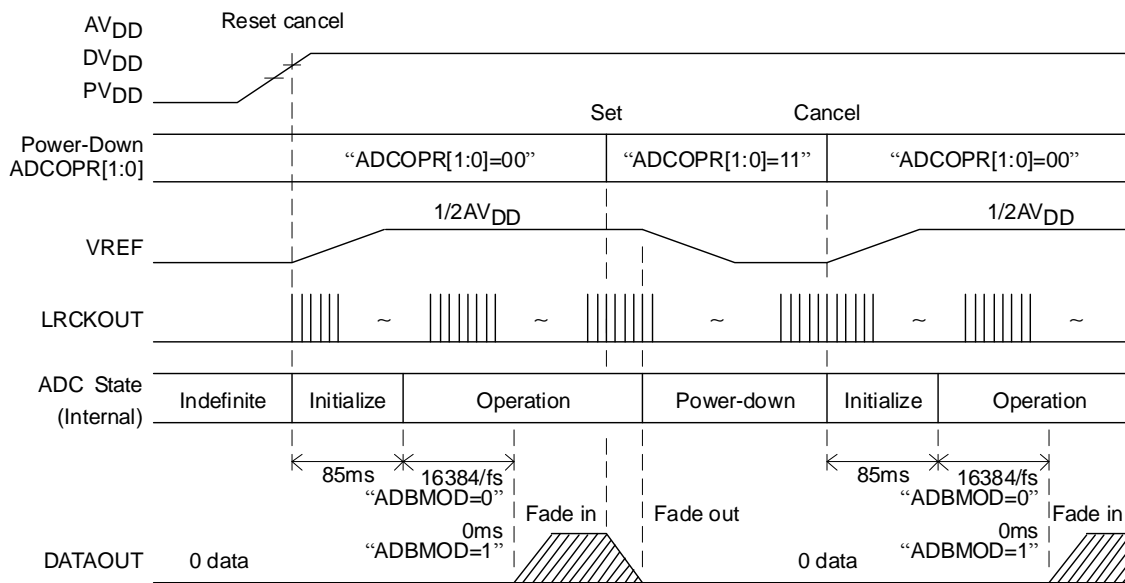 AVDD
Reset cancel
DVDD
PVDD
Set
Cancel
Power-Down
ADCOPR[1:0]
“ADCOPR[1:0]=00”
“ADCOPR[1:0]=11”
“ADCOPR[1:0]=00”
1/2AVDD
1/2AVDD
VREF
LRCKOUT
~
~
~
~
~
ADC State
(Internal)
Indefinite
Initialize
Operation
Power-down
Initialize
Operation
85ms
16384/fs
“ADBMOD=0”
85ms
16384/fs
“ADBMOD=0”
0ms
“ADBMOD=1”
Fade in
Fade out
0ms
“ADBMOD=1”
Fade in
DATAOUT
0 data
0 data